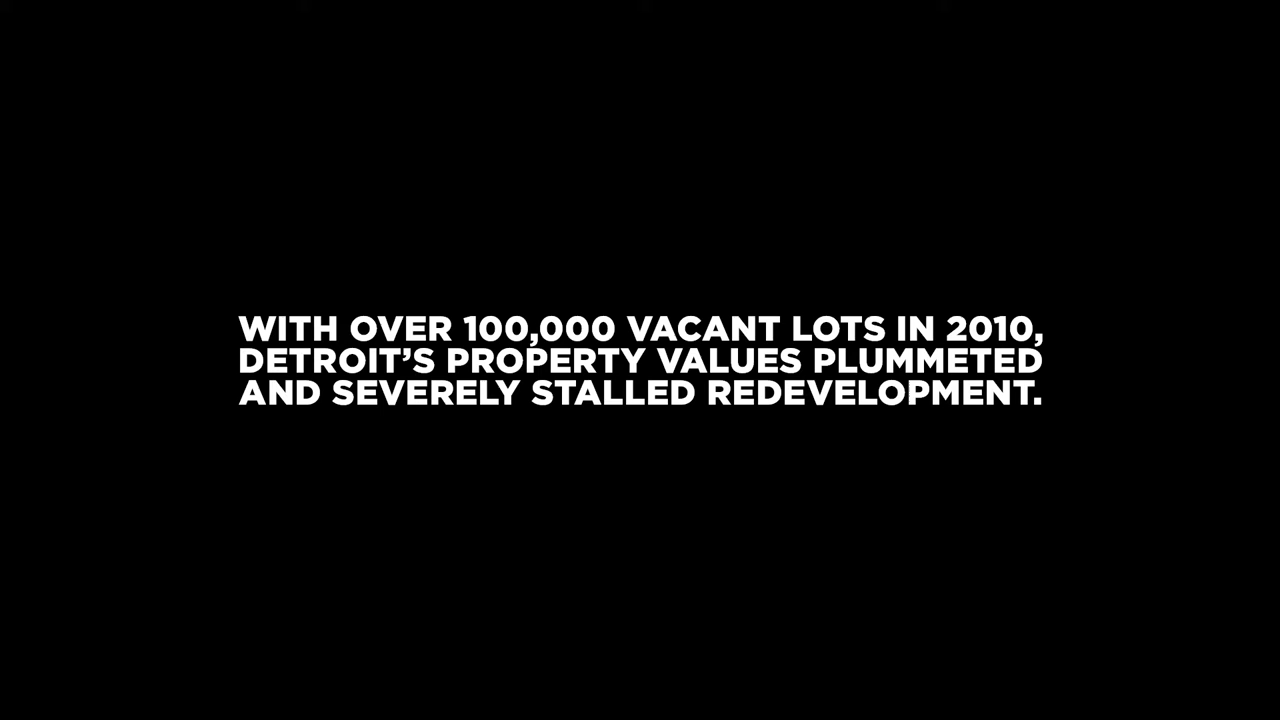 WITH OVER 100,000 VACANT LOTS IN 2010,
DETROIT’S PROPERTY VALUES PLUMMETED
AND SEVERELY STALLED REDEVELOPMENT.